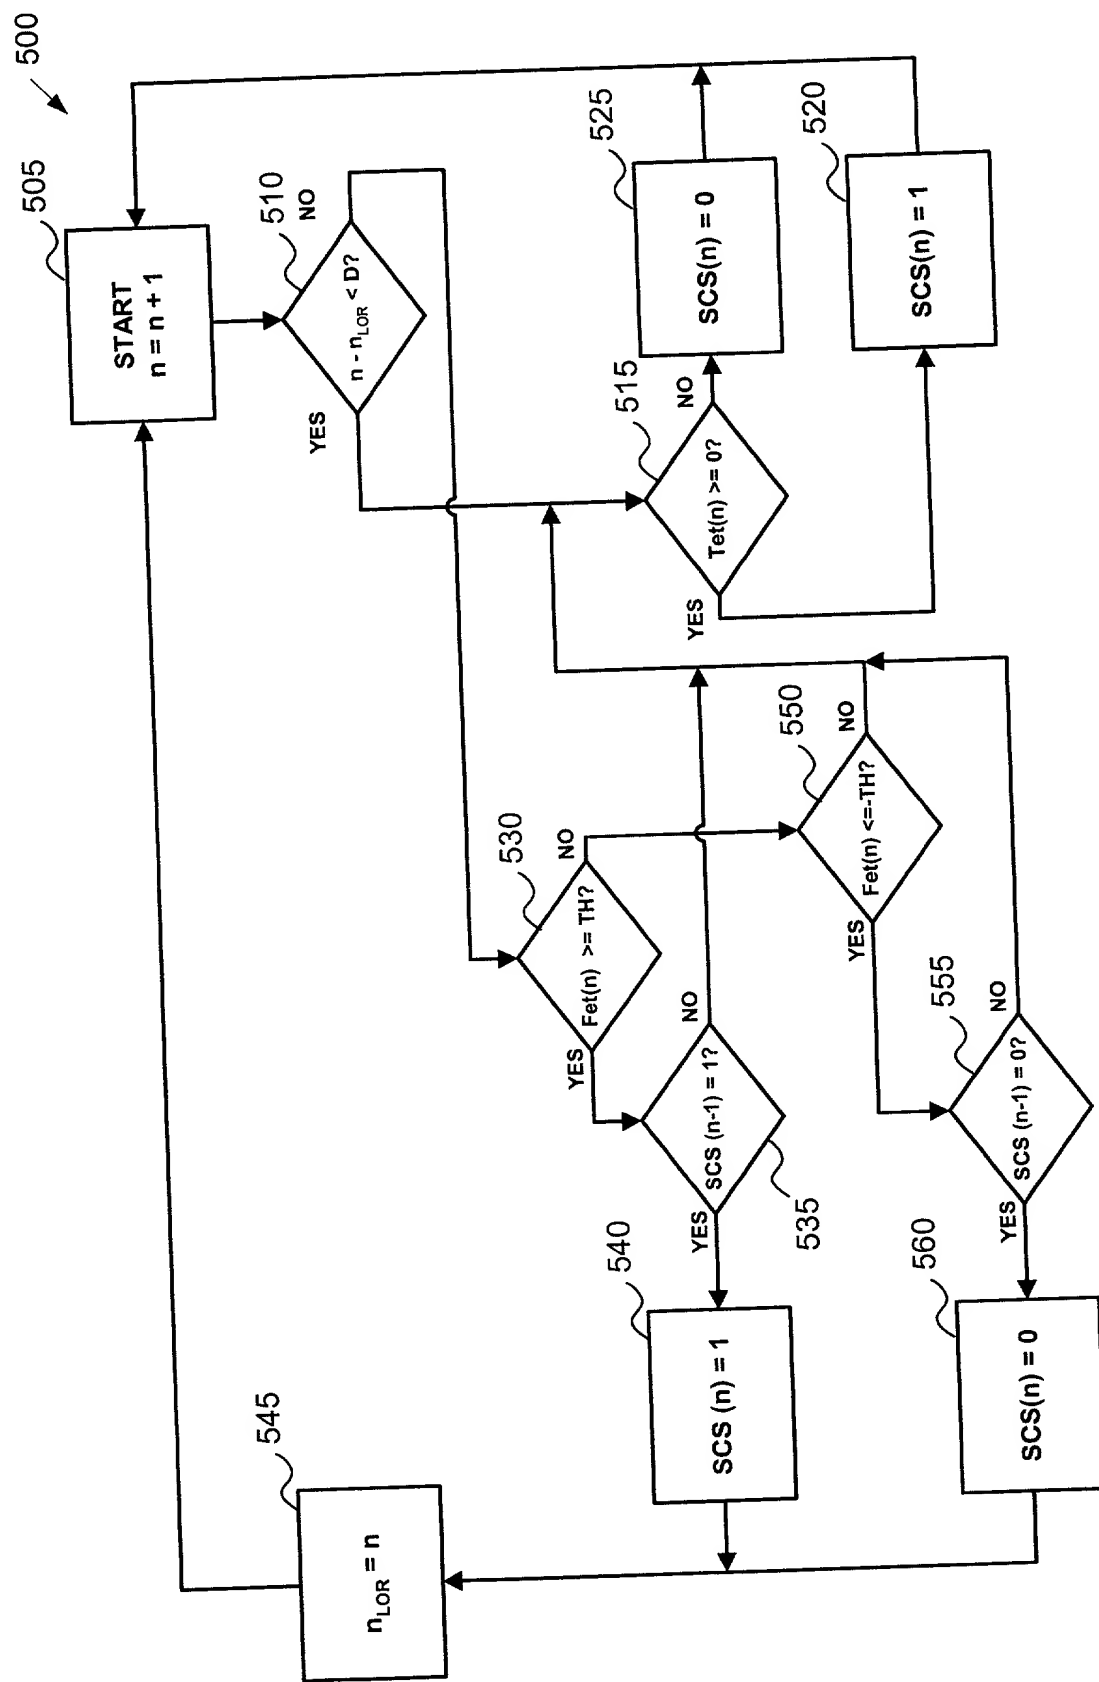 500
505
START
n = n + 1
510
n - nLOR < D?
YES
NO
515
Tet(n) >= 0?
YES
NO
525
SCS(n) = 0
520
SCS(n) = 1
530
Fet(n) >= TH?
YES
NO
535
SCS (n-1) = 1?
YES
NO
540
SCS (n) = 1
545
nLOR = n
550
Fet(n) <=-TH?
YES
NO
555
SCS (n-1) = 0?
YES
NO
560
SCS(n) = 0